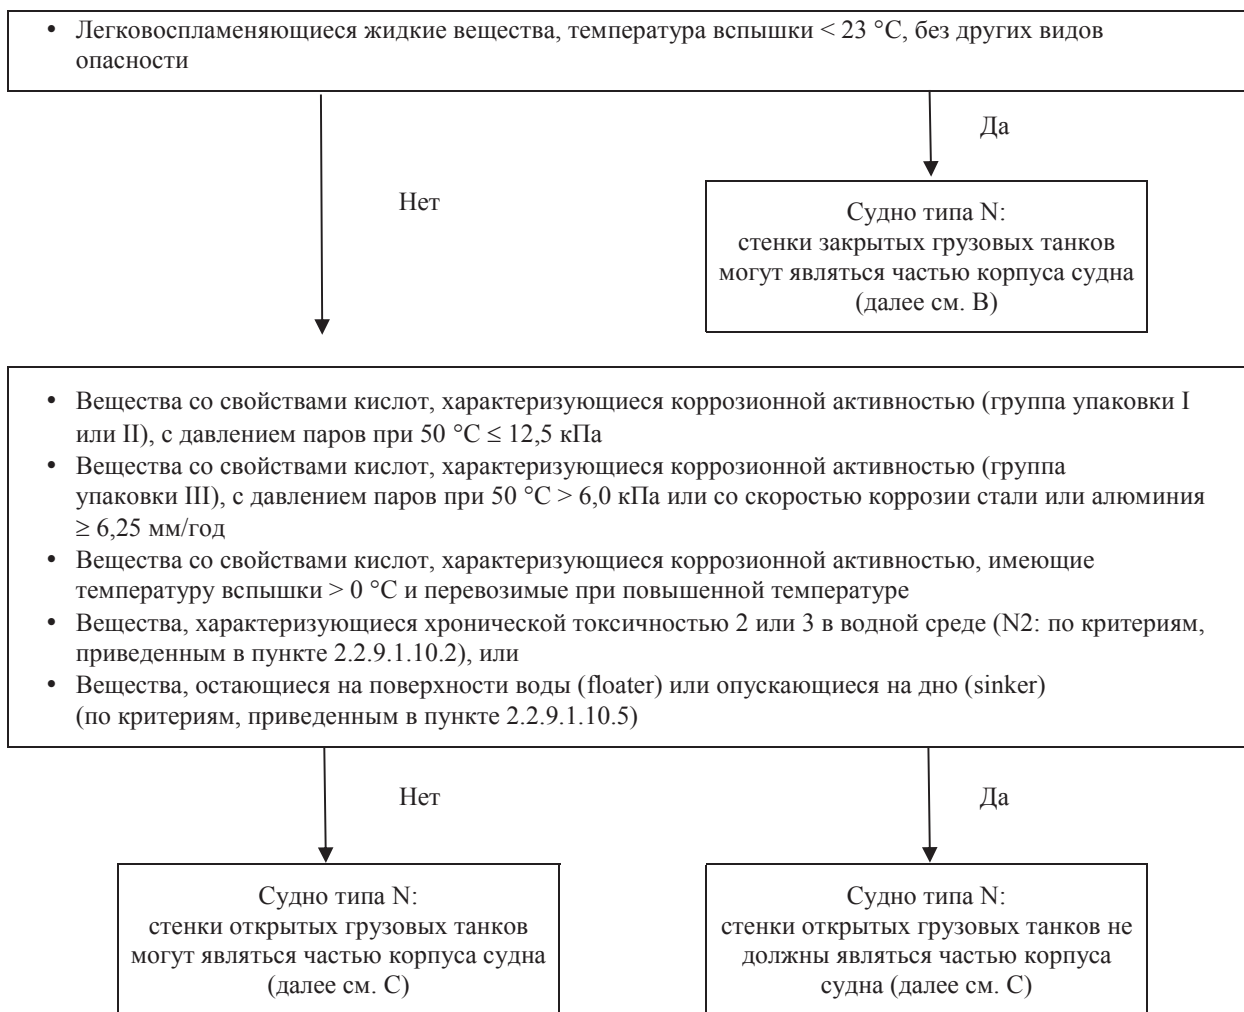 • Легковоспламеняющиеся жидкие вещества, температура вспышки < 23 °C, без других видов
опасности
Да
Нет
Судно типа N:
стенки закрытых грузовых танков
могут являться частью корпуса судна
(далее см. B)
• Вещества со свойствами кислот, характеризующиеся коррозионной активностью (группа упаковки I
или II), с давлением паров при 50 °C ≤ 12,5 кПа
• Вещества со свойствами кислот, характеризующиеся коррозионной активностью (группа
упаковки III), с давлением паров при 50 °C > 6,0 кПа или со скоростью коррозии стали или алюминия
≥ 6,25 мм/год
• Вещества со свойствами кислот, характеризующиеся коррозионной активностью, имеющие
температуру вспышки > 0 °C и перевозимые при повышенной температуре
• Вещества, характеризующиеся хронической токсичностью 2 или 3 в водной среде (N2: по критериям,
приведенным в пункте 2.2.9.1.10.2), или
• Вещества, остающиеся на поверхности воды (floater) или опускающиеся на дно (sinker)
(по критериям, приведенным в пункте 2.2.9.1.10.5)
Нет
Да
Судно типа N:
стенки открытых грузовых танков
могут являться частью корпуса судна
(далее см. C)
Судно типа N:
стенки открытых грузовых танков не
должны являться частью корпуса
судна (далее см. C)